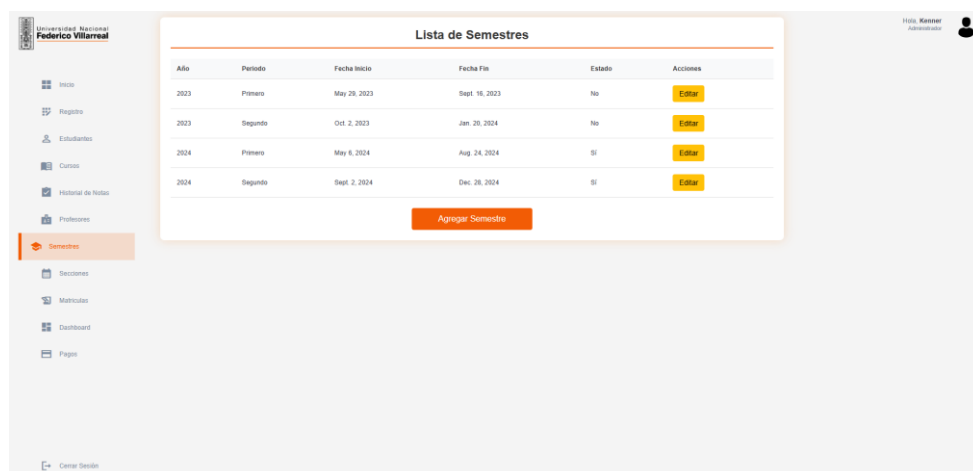 Universidad Nacional
Federico Villarreal
Inicio
Registro
Estudiantes
Cursos
Historial de Notas
Profesores
Semestres
Secciones
Matriculas
Dashboard
Pagos
Cerrar Sesión
Lista de Semestres
Año Periodo Fecha Inicio Fecha Fin Estado Acciones
2023 Primero May 29, 2023 Sept. 16, 2023 No Editar
2023 Segundo Oct. 2, 2023 Jan. 20, 2024 No Editar
2024 Primero May 6, 2024 Aug. 24, 2024 Sí Editar
2024 Segundo Sept. 2, 2024 Dec. 28, 2024 Sí Editar
Agregar Semestre
Hola, Kenner
Administrador